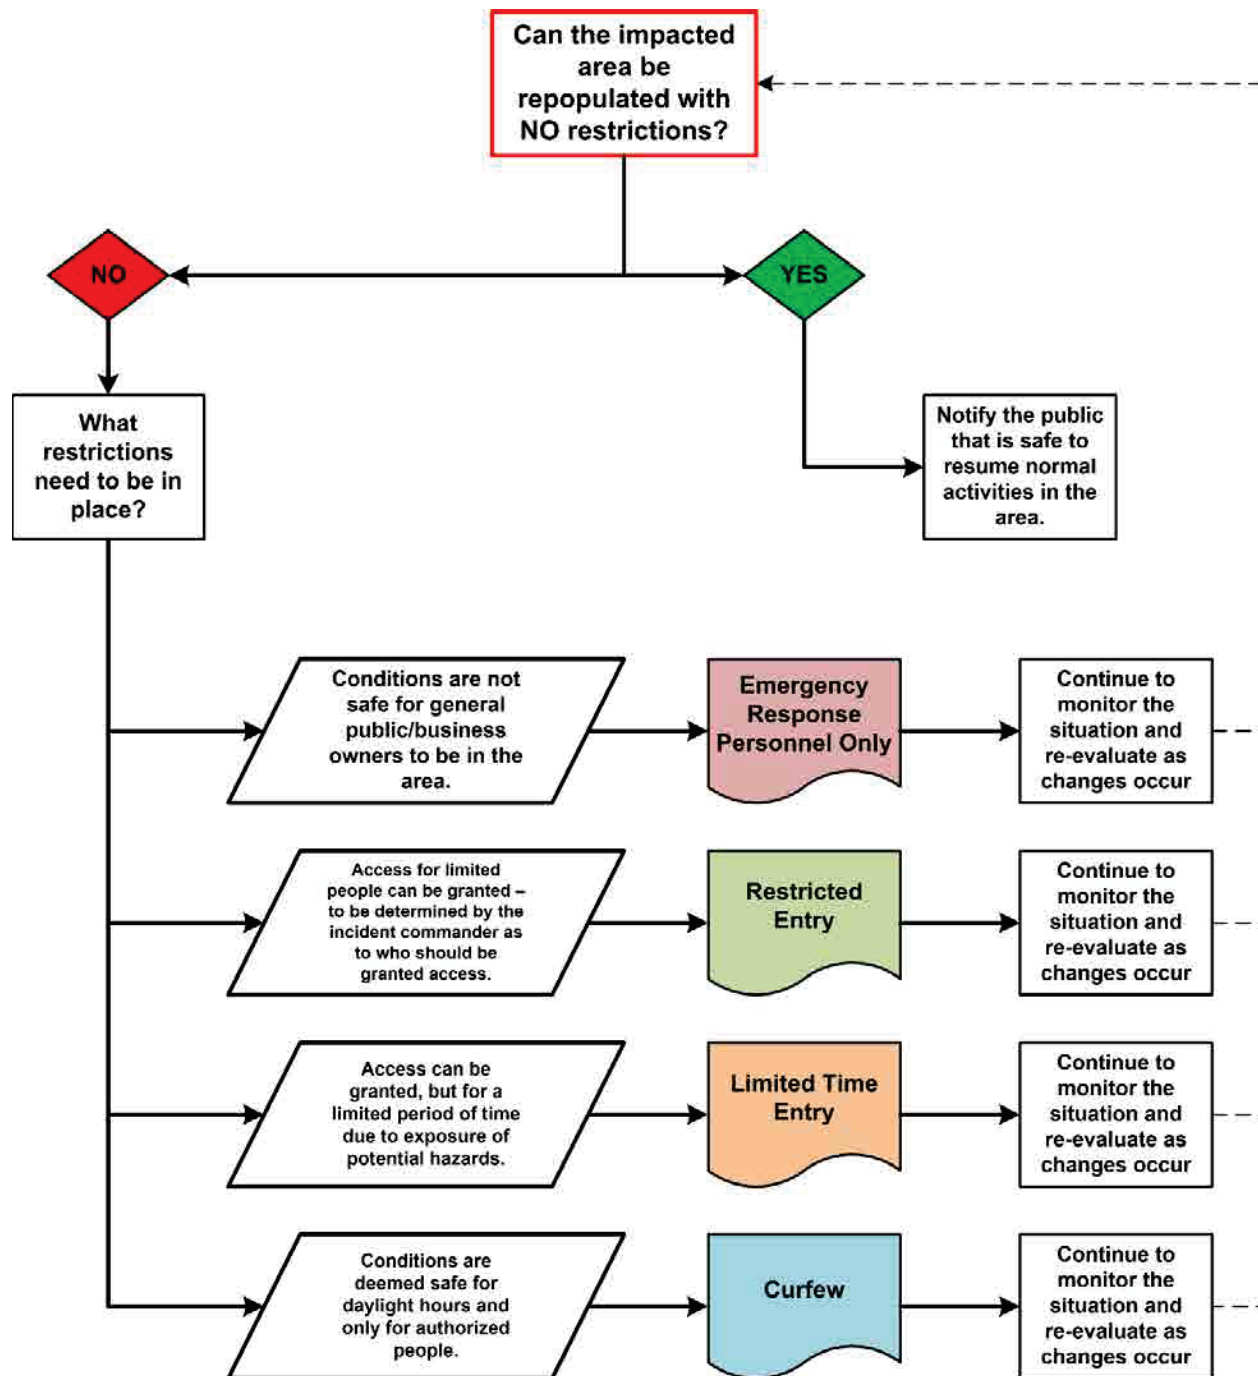 Can the impacted
area be
repopulated with
NO restrictions?
NO
YES
What
restrictions
need to be in
place?
Notify the public
that is safe to
resume normal
activities in the
area.
Conditions are not
safe for general
public/business
owners to be in the
area.
Emergency
Response
Personnel Only
Continue to
monitor the
situation and
re-evaluate as
changes occur
Access for limited
people can be granted –
to be determined by the
incident commander as
to who should be
granted access.
Restricted
Entry
Continue to
monitor the
situation and
re-evaluate as
changes occur
Access can be
granted, but for a
limited period of time
due to exposure of
potential hazards.
Limited Time
Entry
Continue to
monitor the
situation and
re-evaluate as
changes occur
Conditions are
deemed safe for
daylight hours and
only for authorized
people.
Curfew
Continue to
monitor the
situation and
re-evaluate as
changes occur